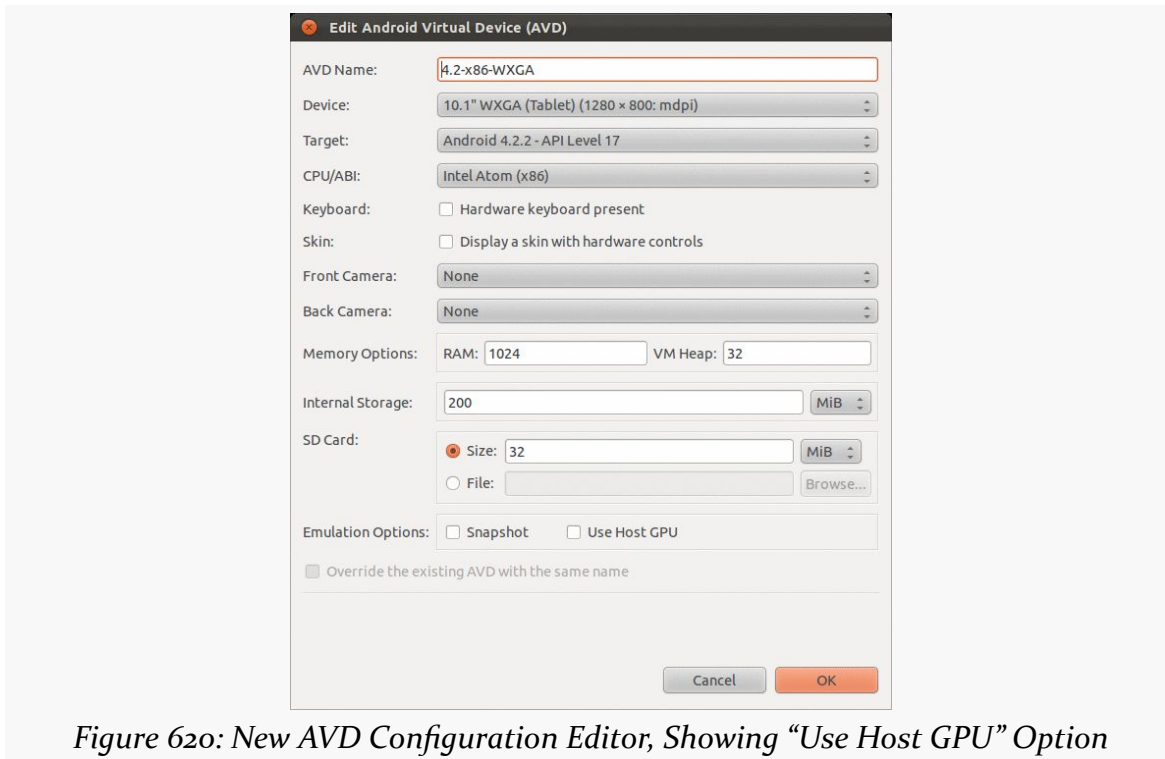 Edit Android Virtual Device (AVD)
AVD Name: 4.2-x86-WXGA
Device: 10.1" WXGA (Tablet) (1280 × 800: mdpi)
Target: Android 4.2.2 - API Level 17
CPU/ABI: Intel Atom (x86)
Keyboard: Hardware keyboard present
Skin: Display a skin with hardware controls
Front Camera: None
Back Camera: None
Memory Options: RAM: 1024 VM Heap: 32
Internal Storage: 200 MiB
SD Card:
Size: 32 MiB
File: Browse...
Emulation Options: Snapshot Use Host GPU
Override the existing AVD with the same name
Cancel OK
Figure 620: New AVD Configuration Editor, Showing “Use Host GPU” Option